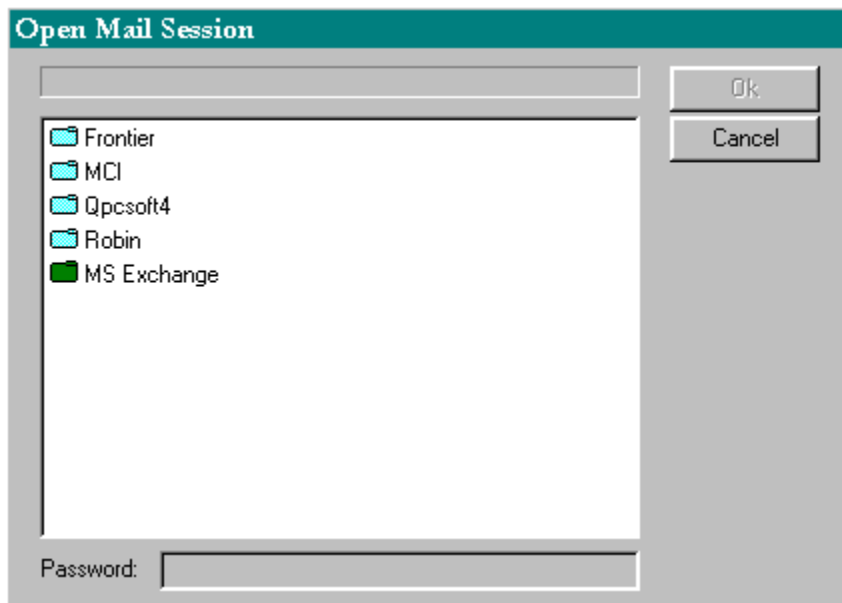 Open Mail Session
Ok
Frontier
Cancel
MCI
Qpcsoft4
Robin
MS Exchange
Password: